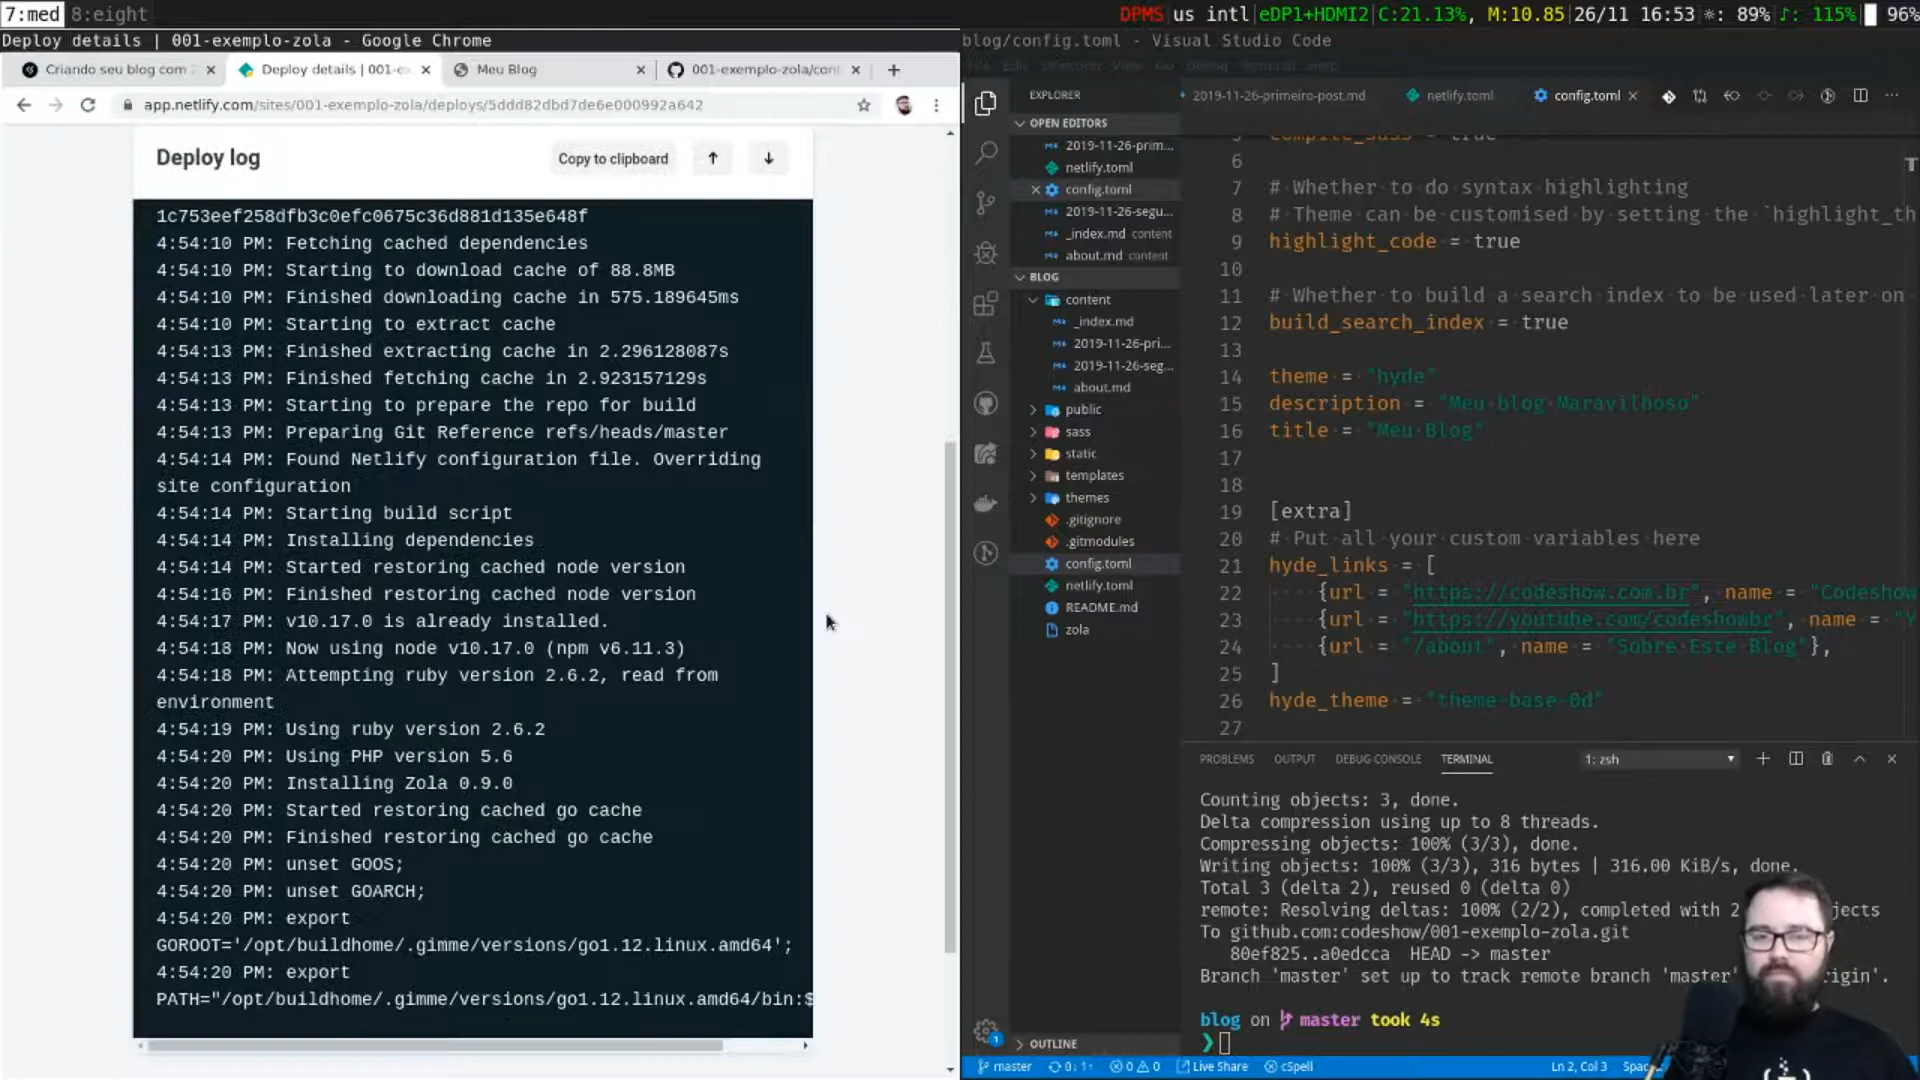 7:med 8:eight
DPMS us intl|eDP1+HDMI2|C:21.13%, M:10.85|26/11 16:53 ☀: 89% ♪: 115% 96%
Deploy details | 001-exemplo-zola - Google Chrome
Criando seu blog com
Deploy details | 001-e
Meu Blog
001-exemplo-zola/con
app.netlify.com/sites/001-exemplo-zola/deploys/5ddd82dbd7de6e000992a642
Deploy log
Copy to clipboard
1c753eef258dfb3c0efc0675c36d881d135e648f
4:54:10 PM: Fetching cached dependencies
4:54:10 PM: Starting to download cache of 88.8MB
4:54:10 PM: Finished downloading cache in 575.189645ms
4:54:10 PM: Starting to extract cache
4:54:13 PM: Finished extracting cache in 2.296128087s
4:54:13 PM: Finished fetching cache in 2.923157129s
4:54:13 PM: Starting to prepare the repo for build
4:54:13 PM: Preparing Git Reference refs/heads/master
4:54:14 PM: Found Netlify configuration file. Overriding
site configuration
4:54:14 PM: Starting build script
4:54:14 PM: Installing dependencies
4:54:14 PM: Started restoring cached node version
4:54:16 PM: Finished restoring cached node version
4:54:17 PM: v10.17.0 is already installed.
4:54:18 PM: Now using node v10.17.0 (npm v6.11.3)
4:54:18 PM: Attempting ruby version 2.6.2, read from
environment
4:54:19 PM: Using ruby version 2.6.2
4:54:20 PM: Using PHP version 5.6
4:54:20 PM: Installing Zola 0.9.0
4:54:20 PM: Started restoring cached go cache
4:54:20 PM: Finished restoring cached go cache
4:54:20 PM: unset GOOS;
4:54:20 PM: unset GOARCH;
4:54:20 PM: export
GOROOT='/opt/buildhome/.gimme/versions/go1.12.linux.amd64';
4:54:20 PM: export
PATH="/opt/buildhome/.gimme/versions/go1.12.linux.amd64/bin:$
blog/config.toml - Visual Studio Code
EXPLORER
OPEN EDITORS
2019-11-26-prim...
netlify.toml
config.toml
2019-11-26-segu...
_index.md content
about.md content
BLOG
content
_index.md
2019-11-26-pri...
2019-11-26-seg...
about.md
public
sass
static
templates
themes
.gitignore
.gitmodules
config.toml
netlify.toml
README.md
zola
OUTLINE
2019-11-26-primeiro-post.md
netlify.toml
config.toml
compile_sass = true
6
7 # Whether to do syntax highlighting
8 # Theme can be customised by setting the `highlight_th
9 highlight_code = true
10
11 # Whether to build a search index to be used later on
12 build_search_index = true
13
14 theme = "hyde"
15 description = "Meu blog Maravilhoso"
16 title = "Meu Blog"
17
18
19 [extra]
20 # Put all your custom variables here
21 hyde_links = [
22 {url = "https://codeshow.com.br", name = "Codeshow
23 {url = "https://youtube.com/codeshowbr", name = "Y
24 {url = "/about", name = "Sobre Este Blog"},
25 ]
26 hyde_theme = "theme-base-0d"
27
PROBLEMS OUTPUT DEBUG CONSOLE TERMINAL 1: zsh
Counting objects: 3, done.
Delta compression using up to 8 threads.
Compressing objects: 100% (3/3), done.
Writing objects: 100% (3/3), 316 bytes | 316.00 KiB/s, done.
Total 3 (delta 2), reused 0 (delta 0)
remote: Resolving deltas: 100% (2/2), completed with 2 jects
To github.com:codeshow/001-exemplo-zola.git
80ef825..a0edcca HEAD -> master
Branch 'master' set up to track remote branch 'master' rigin'.
blog on master took 4s
❯
master 0↓ 1↑ 0 0 Live Share cSpell Ln 2, Col 3 Spac